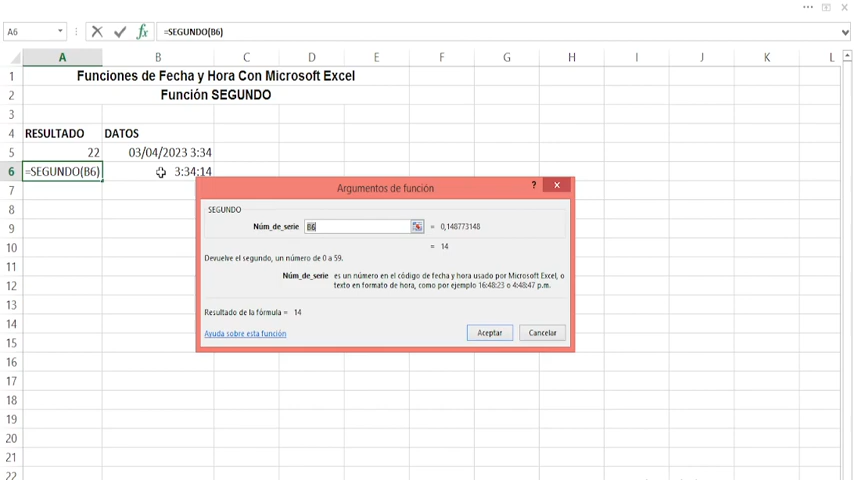 A6 fx =SEGUNDO(B6)
A B C D E F G H I J K L
1 Funciones de Fecha y Hora Con Microsoft Excel
2 Función SEGUNDO
3
4 RESULTADO DATOS
5 22 03/04/2023 3:34
6 =SEGUNDO(B6) 3:34:14
7
Argumentos de función ? ×
8
SEGUNDO
9 Núm_de_serie B6 = 0,148773148
10 = 14
Devuelve el segundo, un número de 0 a 59.
11
Núm_de_serie es un número en el código de fecha y hora usado por Microsoft Excel, o
12 texto en formato de hora, como por ejemplo 16:48:23 o 4:48:47 p.m.
13
Resultado de la fórmula = 14
14
Ayuda sobre esta función Aceptar Cancelar
15
16
17
18
19
20
21
22